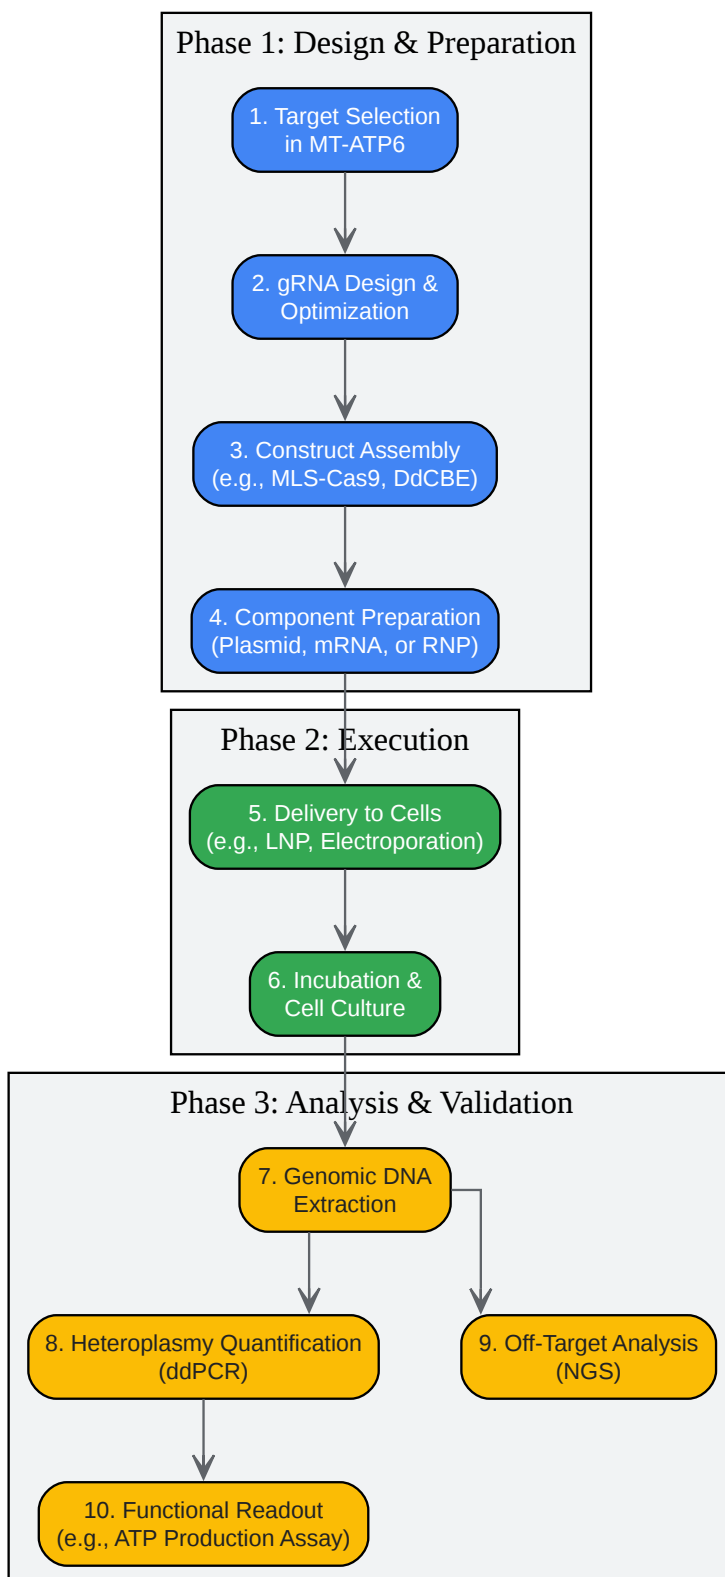 Phase 1: Design & Preparation
1. Target Selection
in MT-ATP6
2. gRNA Design &
Optimization
3. Construct Assembly
(e.g., MLS-Cas9, DdCBE)
4. Component Preparation
(Plasmid, mRNA, or RNP)
Phase 2: Execution
5. Delivery to Cells
(e.g., LNP, Electroporation)
6. Incubation &
Cell Culture
Phase 3: Analysis & Validation
7. Genomic DNA
Extraction
8. Heteroplasmy Quantification
(ddPCR)
9. Off-Target Analysis
(NGS)
10. Functional Readout
(e.g., ATP Production Assay)